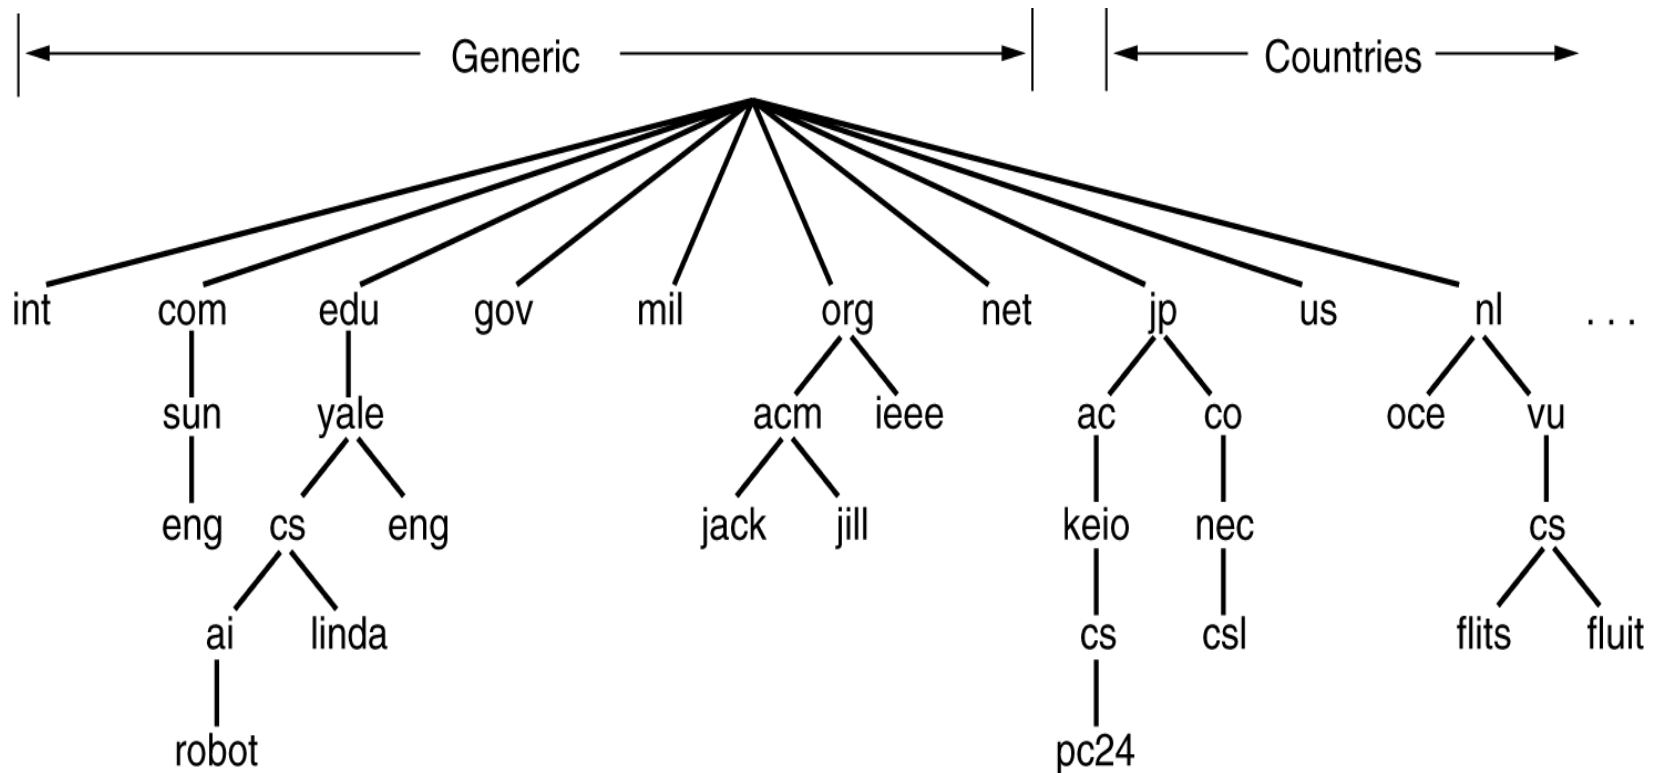 Generic Countries
int com edu gov mil org net jp us nl . . .
sun yale acm ieee ac co oce vu
eng cs eng jack jill keio nec cs
ai linda cs csl flits fluit
robot pc24